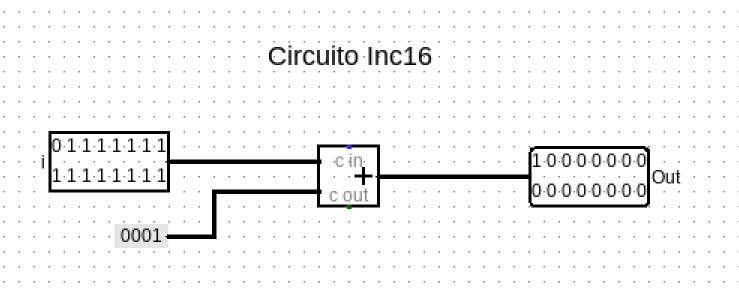 Circuito Inc16
i
0 1 1 1 1 1 1 1
1 1 1 1 1 1 1 1
c in
+
c out
1 0 0 0 0 0 0 0
0 0 0 0 0 0 0 0
Out
0001